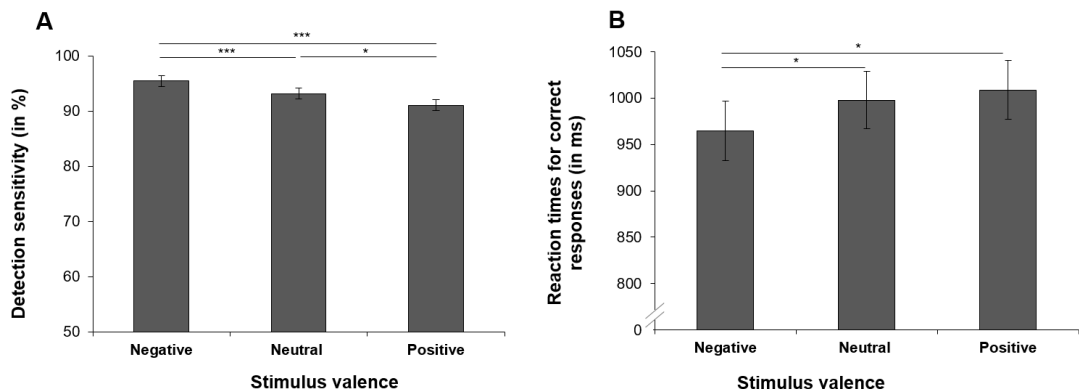 A
***
***
*
Detection sensitivity (in %)
100
90
80
70
60
50
Negative
Neutral
Positive
Stimulus valence
B
*
*
Reaction times for correct
responses (in ms)
1050
1000
950
900
850
800
0
Negative
Neutral
Positive
Stimulus valence